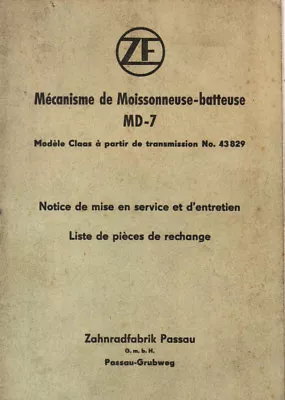 ZF
Mécanisme de Moissonneuse-batteuse
MD-7
Modèle Claas à partir de transmission No. 43829
Notice de mise en service et d'entretien
Liste de pièces de rechange
Zahnradfabrik Passau
G.m.b.H.
Passau-Grubweg